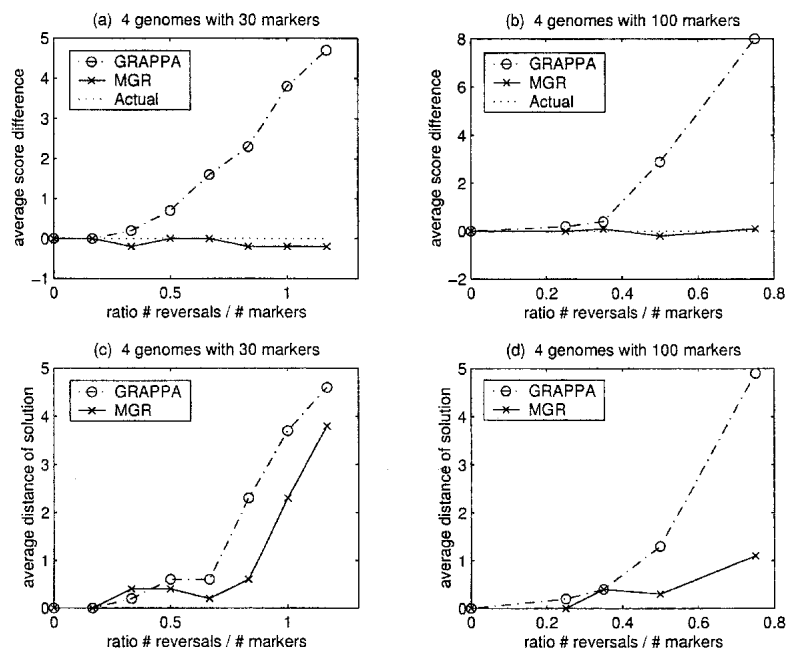 (a) 4 genomes with 30 markers
5
4
3
2
1
0
−1
GRAPPA
MGR
Actual
average score difference
0
0.5
1
ratio # reversals / # markers
(b) 4 genomes with 100 markers
8
6
4
2
0
−2
GRAPPA
MGR
Actual
average score difference
0
0.2
0.4
0.6
0.8
ratio # reversals / # markers
(c) 4 genomes with 30 markers
5
4
3
2
1
0
GRAPPA
MGR
average distance of solution
0
0.5
1
ratio # reversals / # markers
(d) 4 genomes with 100 markers
5
4
3
2
1
0
GRAPPA
MGR
average distance of solution
0
0.2
0.4
0.6
0.8
ratio # reversals / # markers